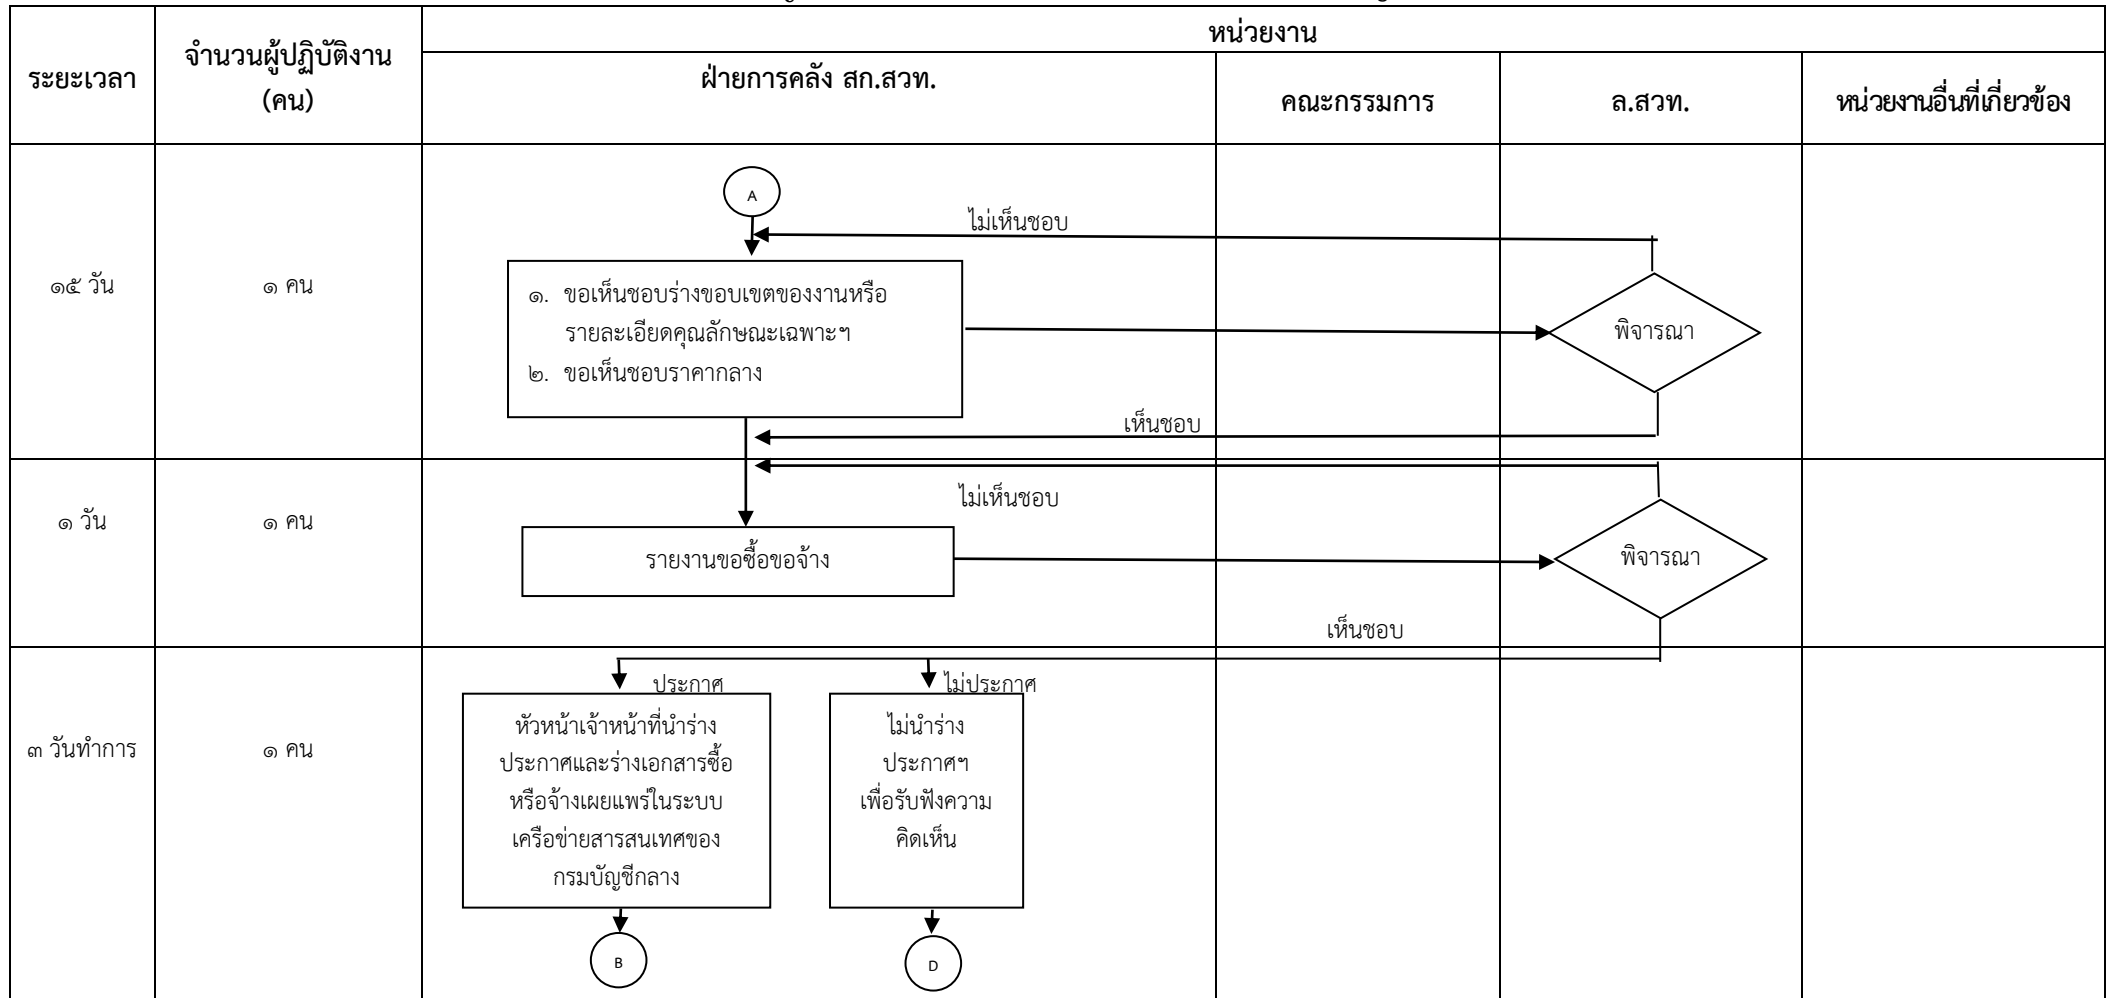 หน่วยงาน
ระยะเวลา
จำนวนผู้ปฏิบัติงาน
(คน)
ฝ่ายการคลัง สก.สวท.
คณะกรรมการ
ล.สวท.
หน่วยงานอื่นที่เกี่ยวข้อง
A
ไม่เห็นชอบ
๑๕ วัน
๑ คน
๑. ขอเห็นชอบร่างขอบเขตของงานหรือ
รายละเอียดคุณลักษณะเฉพาะฯ
๒. ขอเห็นชอบราคากลาง
พิจารณา
เห็นชอบ
ไม่เห็นชอบ
๑ วัน
๑ คน
รายงานขอซื้อขอจ้าง
พิจารณา
เห็นชอบ
ประกาศ
ไม่ประกาศ
๓ วันทำการ
๑ คน
หัวหน้าเจ้าหน้าที่นำร่าง
ประกาศและร่างเอกสารซื้อ
หรือจ้างเผยแพร่ในระบบ
เครือข่ายสารสนเทศของ
กรมบัญชีกลาง
ไม่นำร่าง
ประกาศฯ
เพื่อรับฟังความ
คิดเห็น
B
D